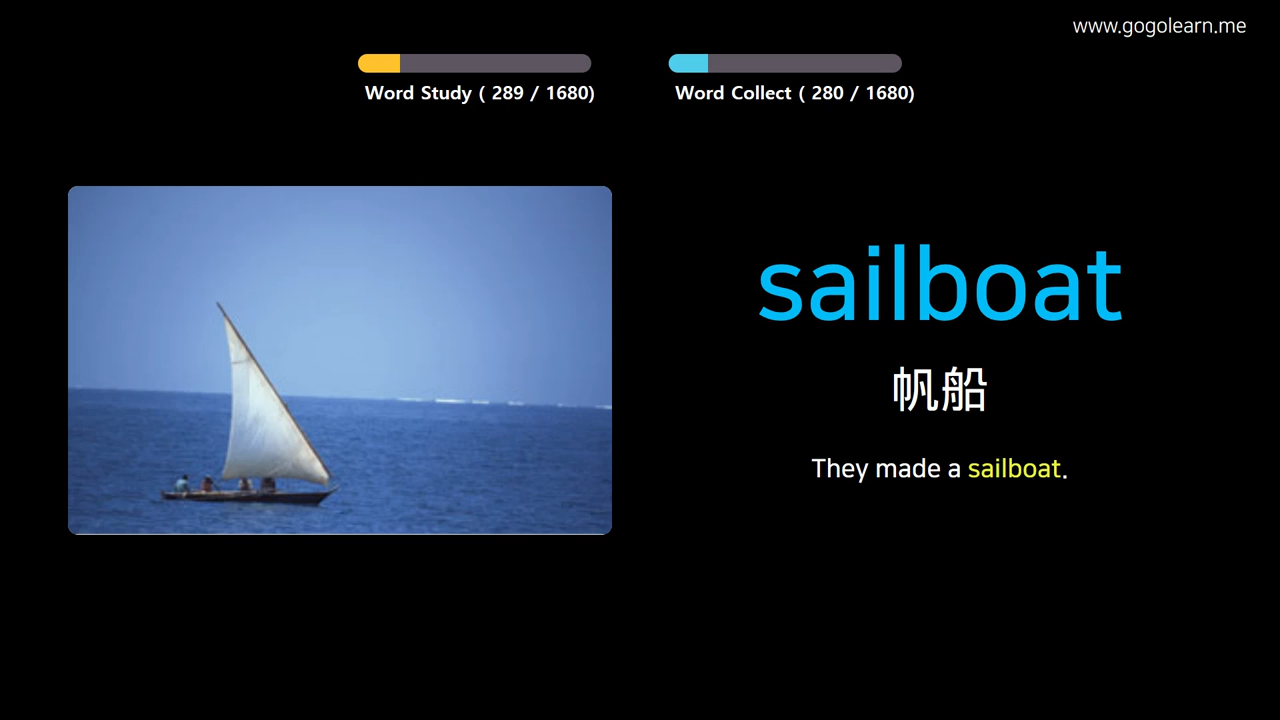 www.gogolearn.me
Word Study ( 289 / 1680)
Word Collect ( 280 / 1680)
sailboat
帆船
They made a sailboat.